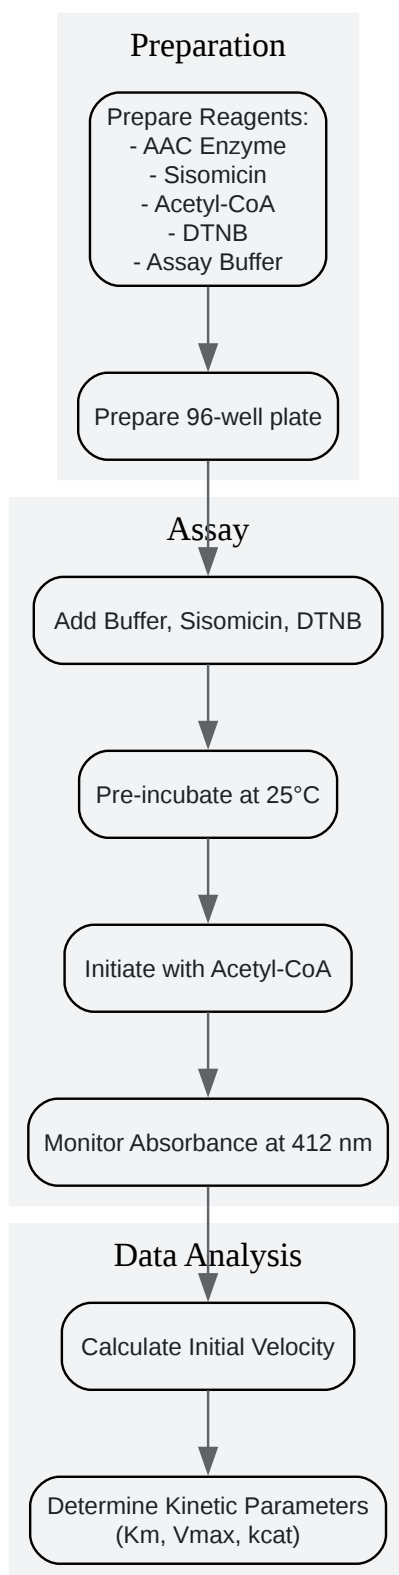 Preparation
Prepare Reagents:
- AAC Enzyme
- Sisomicin
- Acetyl-CoA
- DTNB
- Assay Buffer
Prepare 96-well plate
Assay
Add Buffer, Sisomicin, DTNB
Pre-incubate at 25°C
Initiate with Acetyl-CoA
Monitor Absorbance at 412 nm
Data Analysis
Calculate Initial Velocity
Determine Kinetic Parameters
(Km, Vmax, kcat)